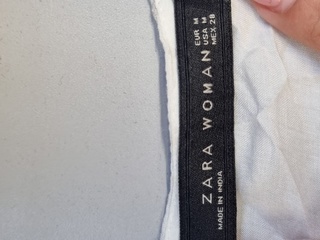 ZARA WOMAN
EUR M
USA M
MEX 28
MADE IN INDIA